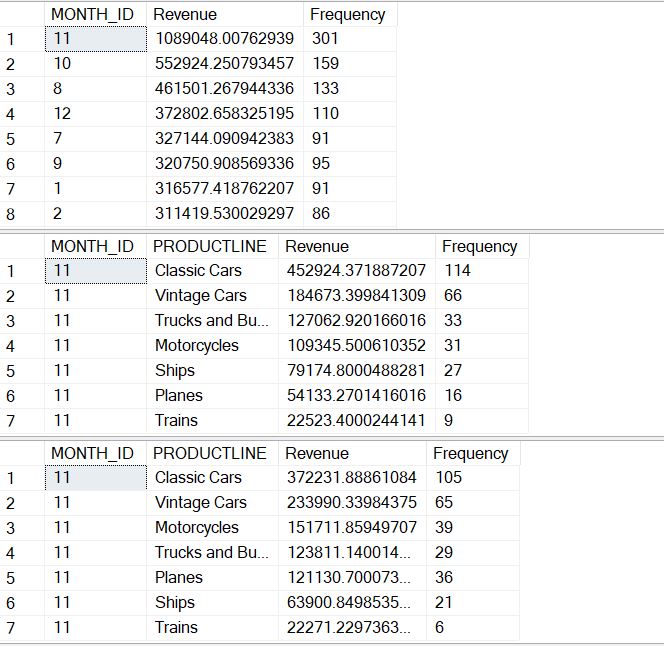 MONTH_ID Revenue Frequency
1 11 1089048.00762939 301
2 10 552924.250793457 159
3 8 461501.267944336 133
4 12 372802.658325195 110
5 7 327144.090942383 91
6 9 320750.908569336 95
7 1 316577.418762207 91
8 2 311419.530029297 86
MONTH_ID PRODUCTLINE Revenue Frequency
1 11 Classic Cars 452924.371887207 114
2 11 Vintage Cars 184673.399841309 66
3 11 Trucks and Bu... 127062.920166016 33
4 11 Motorcycles 109345.500610352 31
5 11 Ships 79174.8000488281 27
6 11 Planes 54133.2701416016 16
7 11 Trains 22523.4000244141 9
MONTH_ID PRODUCTLINE Revenue Frequency
1 11 Classic Cars 372231.88861084 105
2 11 Vintage Cars 233990.33984375 65
3 11 Motorcycles 151711.85949707 39
4 11 Trucks and Bu... 123811.140014... 29
5 11 Planes 121130.700073... 36
6 11 Ships 63900.8498535... 21
7 11 Trains 22271.2297363... 6